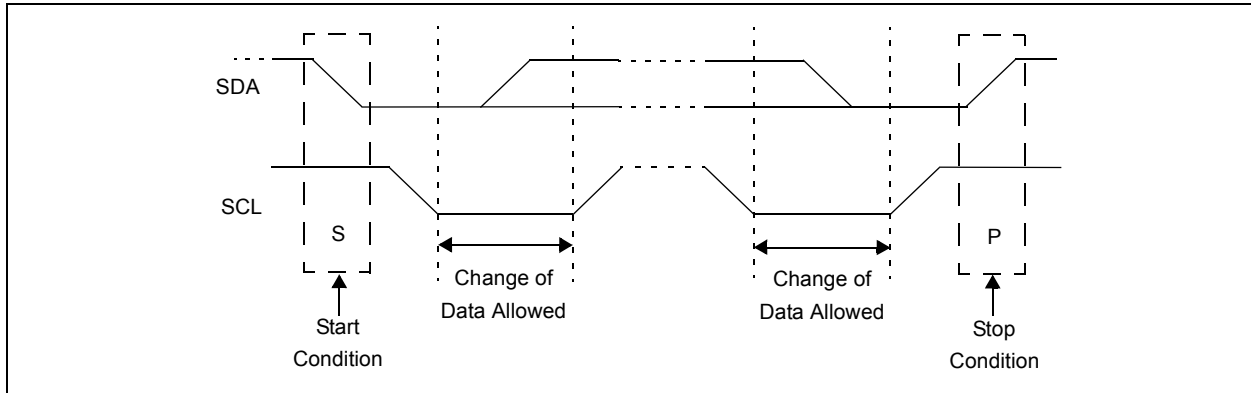 SDA
SCL
S
P
Change of
Data Allowed
Change of
Data Allowed
Start
Condition
Stop
Condition